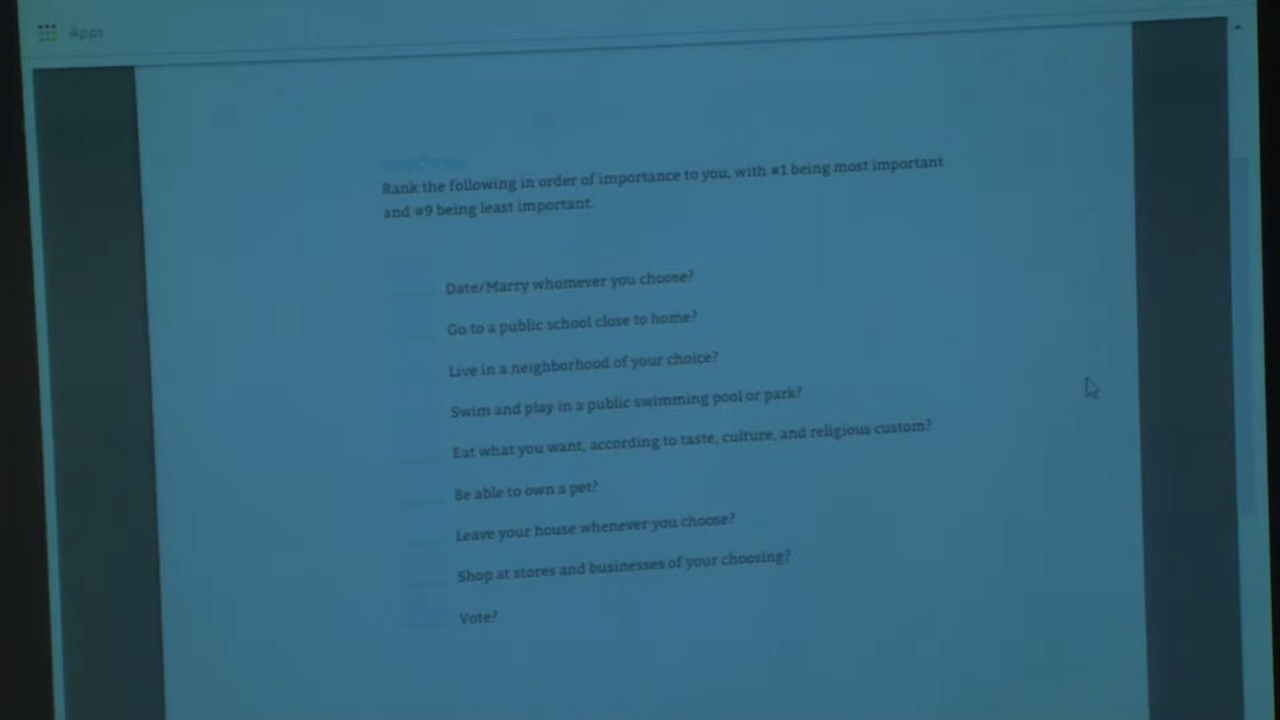 Apps
Rank the following in order of importance to you, with #1 being most important
and #9 being least important.
Date/Marry whomever you choose?
Go to a public school close to home?
Live in a neighborhood of your choice?
Swim and play in a public swimming pool or park?
Eat what you want, according to taste, culture, and religious custom?
Be able to own a pet?
Leave your house whenever you choose?
Shop at stores and businesses of your choosing?
Vote?